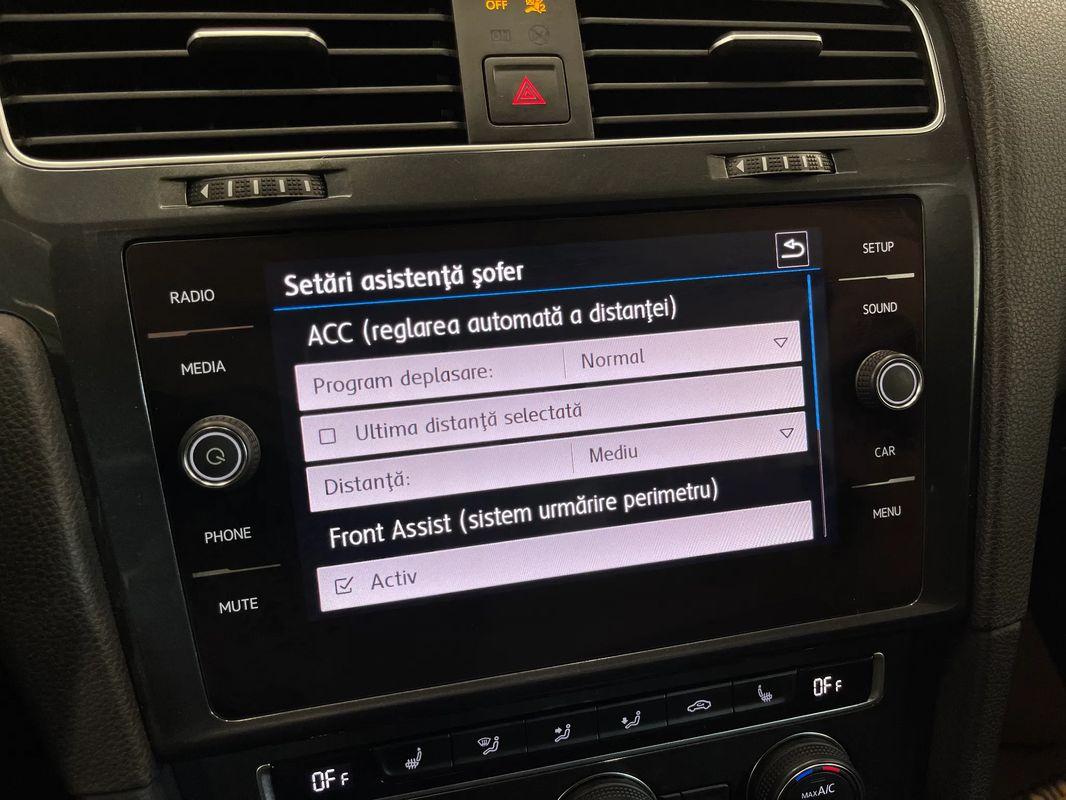 OFF
RADIO
MEDIA
PHONE
MUTE
Setări asistenţă şofer
ACC (reglarea automată a distanţei)
Program deplasare: Normal
Ultima distanţă selectată
Distanţă: Mediu
Front Assist (sistem urmărire perimetru)
Activ
SETUP
SOUND
CAR
MENU
OFF
OFF
MAX A/C